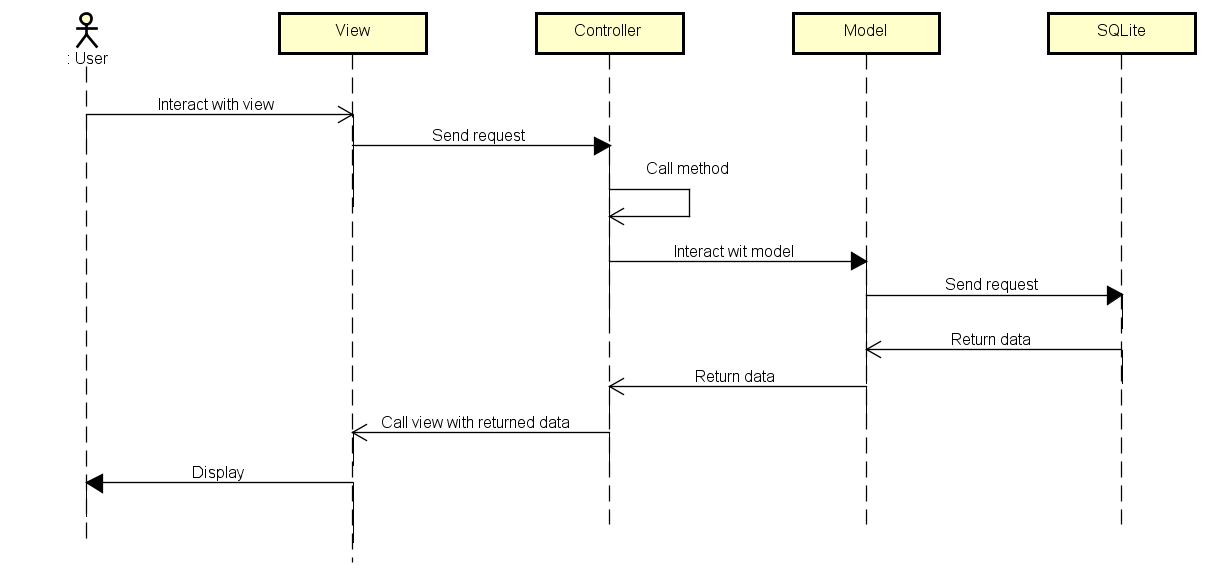 : User
View
Controller
Model
SQLite
Interact with view
Send request
Call method
Interact wit model
Send request
Return data
Return data
Call view with returned data
Display